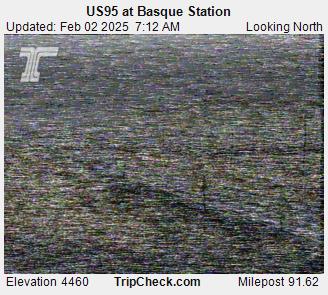 US95 at Basque Station
Updated: Feb 02 2025 7:12 AM Looking North
Elevation 4460 TripCheck.com Milepost 91.62